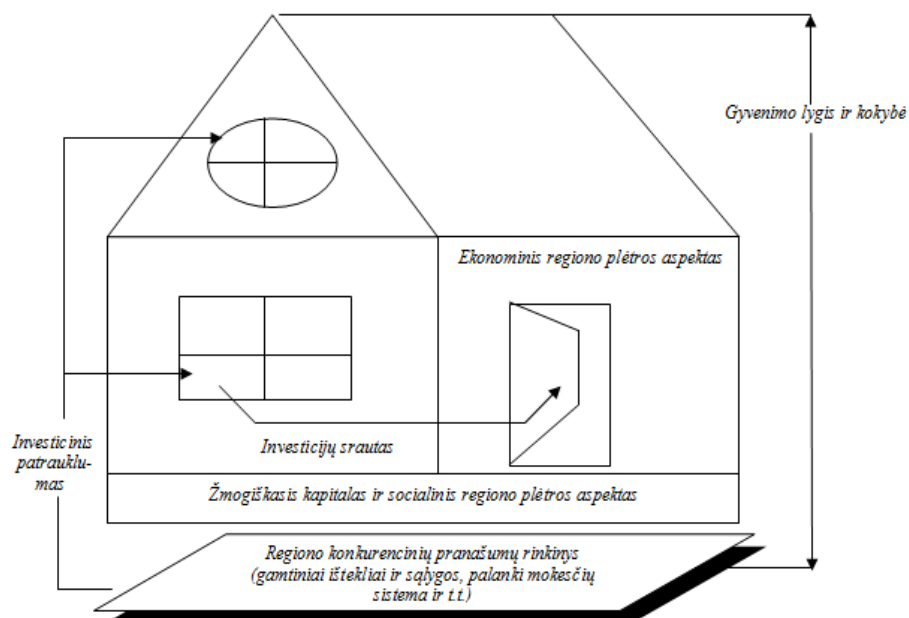 Gyvenimo lygis ir kokybė
Ekonominis regiono plėtros aspektas
Investicinis
patrauklu-
mas
Investicijų srautas
Žmogiškasis kapitalas ir socialinis regiono plėtros aspektas
Regiono konkurencinių pranašumų rinkinys
(gamtiniai ištekliai ir sąlygos, palanki mokesčių
sistema ir t.t.)